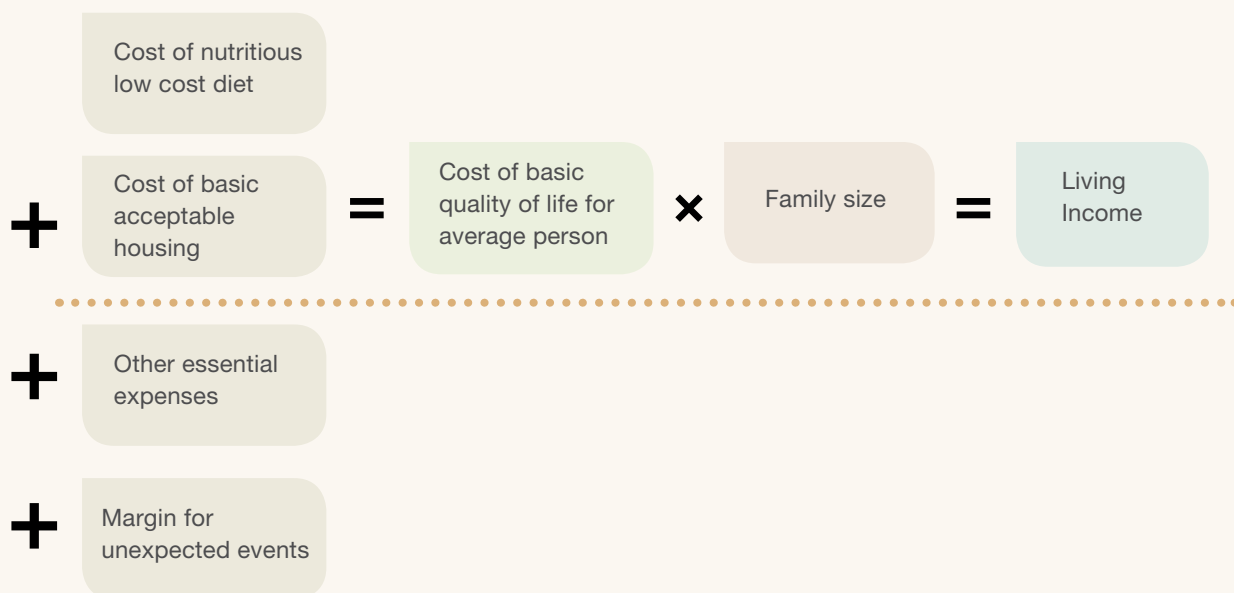 Cost of nutritious
low cost diet
+
Cost of basic
acceptable
housing
=
Cost of basic
quality of life for
average person
×
Family size
=
Living
Income
+
Other essential
expenses
+
Margin for
unexpected events